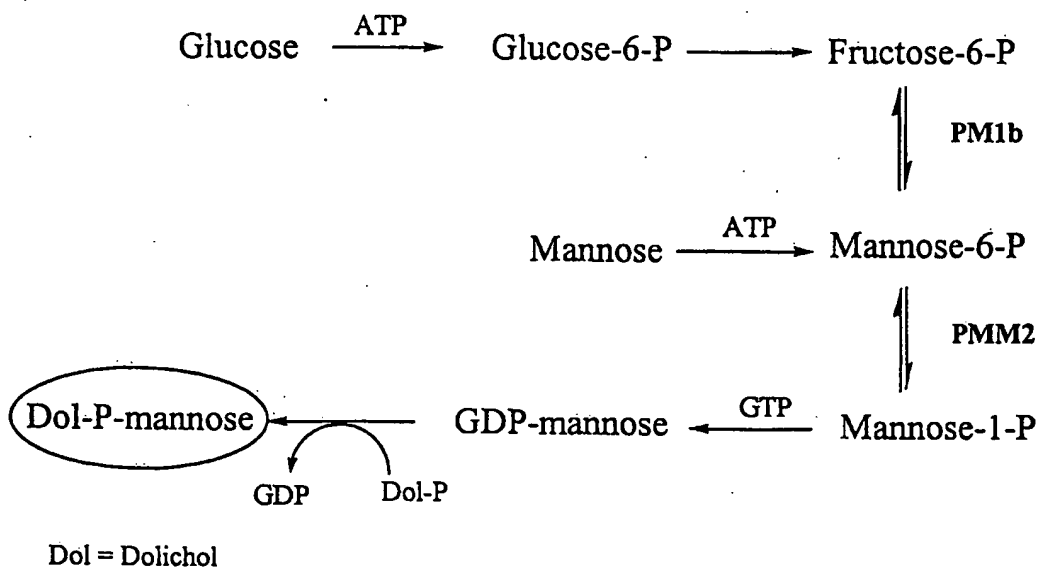 ATP
Glucose Glucose-6-P Fructose-6-P
PM1b
ATP
Mannose Mannose-6-P
PMM2
Dol-P-mannose GDP-mannose GTP Mannose-1-P
GDP Dol-P
Dol = Dolichol